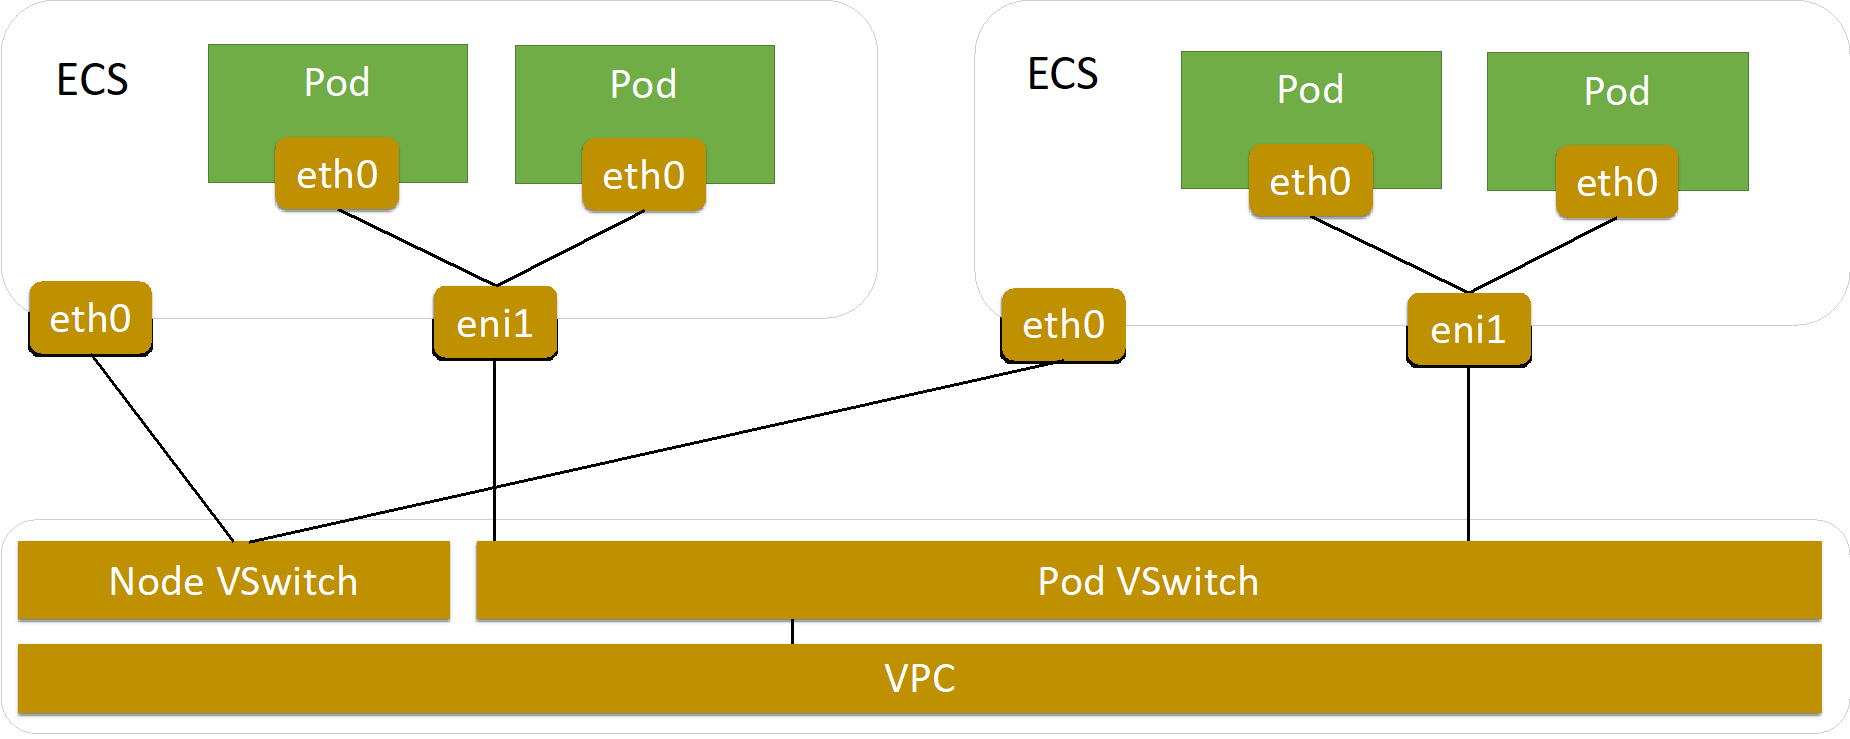 ECS
Pod
Pod
eth0
eth0
eth0
eni1
ECS
Pod
Pod
eth0
eth0
eth0
eni1
Node VSwitch
Pod VSwitch
VPC